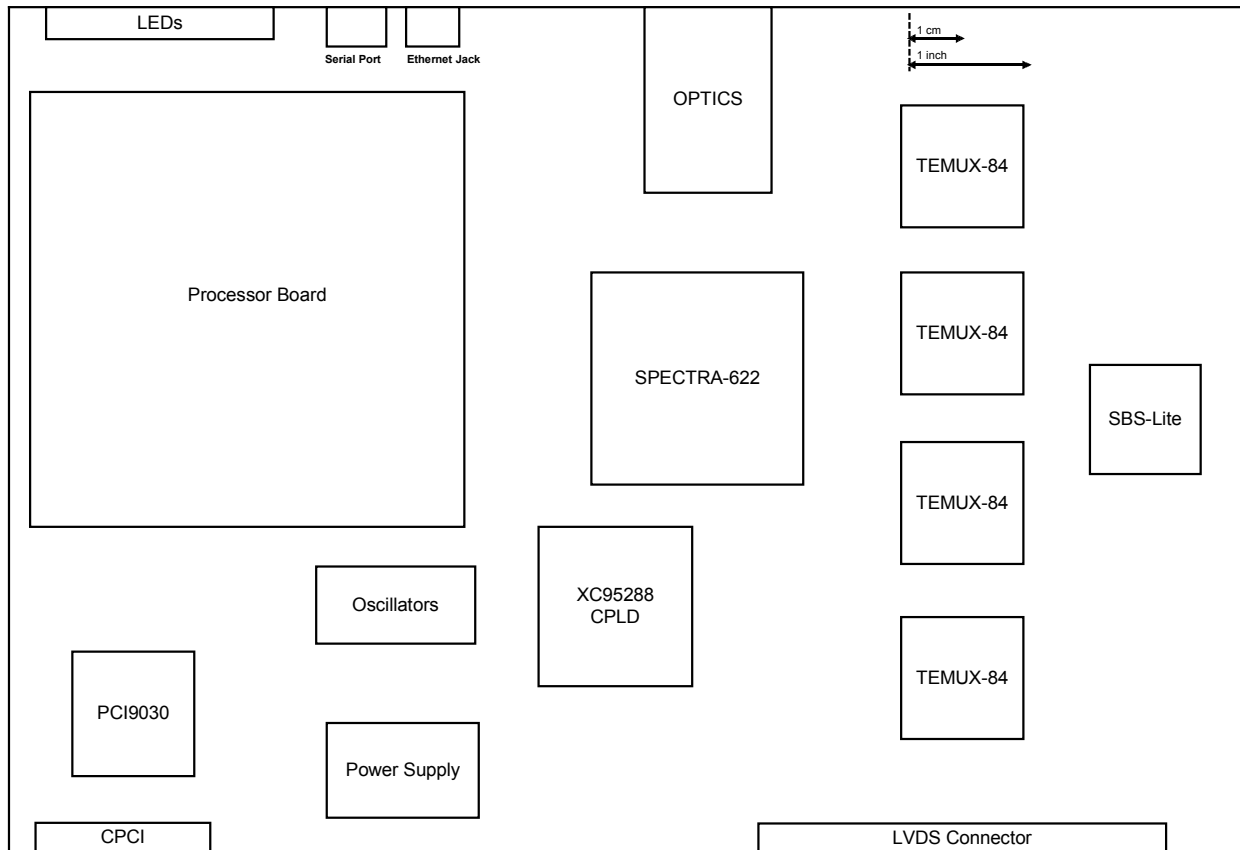 LEDs
Serial Port
Ethernet Jack
1 cm
1 inch
OPTICS
TEMUX-84
Processor Board
TEMUX-84
SPECTRA-622
SBS-Lite
TEMUX-84
XC95288
CPLD
Oscillators
TEMUX-84
PCI9030
Power Supply
CPCI
LVDS Connector